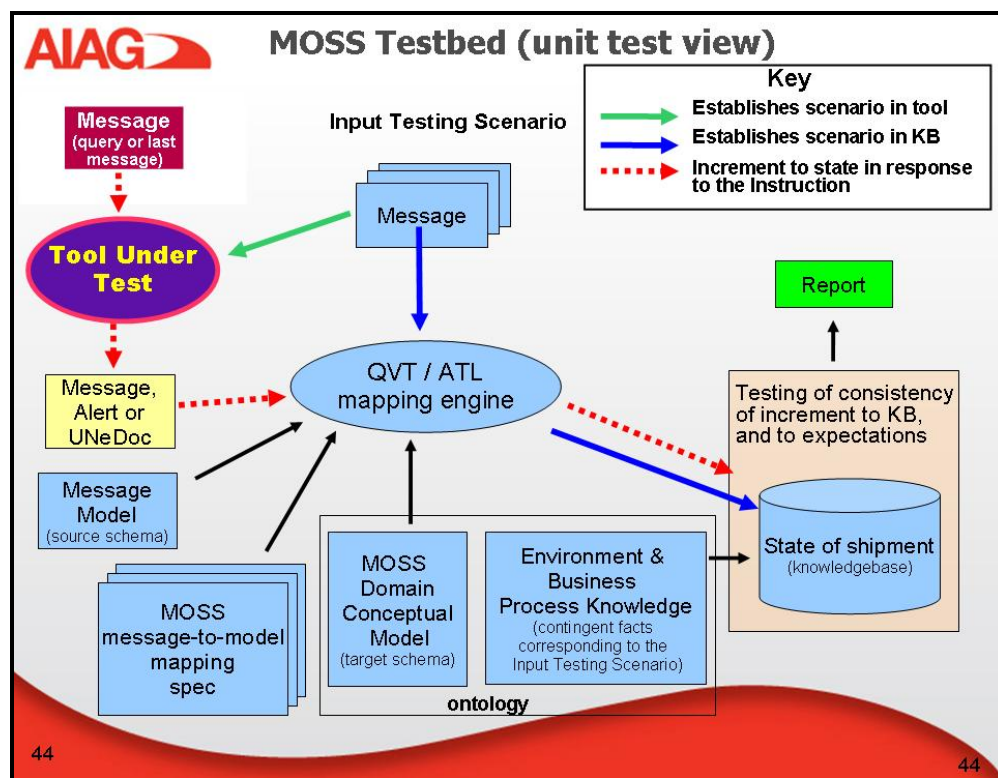 AIAG
MOSS Testbed (unit test view)
Key
Establishes scenario in tool
Establishes scenario in KB
Increment to state in response
to the Instruction
Message
(query or last
message)
Input Testing Scenario
Message
Tool Under
Test
Report
QVT / ATL
mapping engine
Message,
Alert or
UNeDoc
Testing of consistency
of increment to KB,
and to expectations
Message
Model
(source schema)
State of shipment
(knowledgebase)
MOSS
message-to-model
mapping
spec
MOSS
Domain
Conceptual
Model
(target schema)
Environment &
Business
Process Knowledge
(contingent facts
corresponding to the
Input Testing Scenario)
ontology
44
44